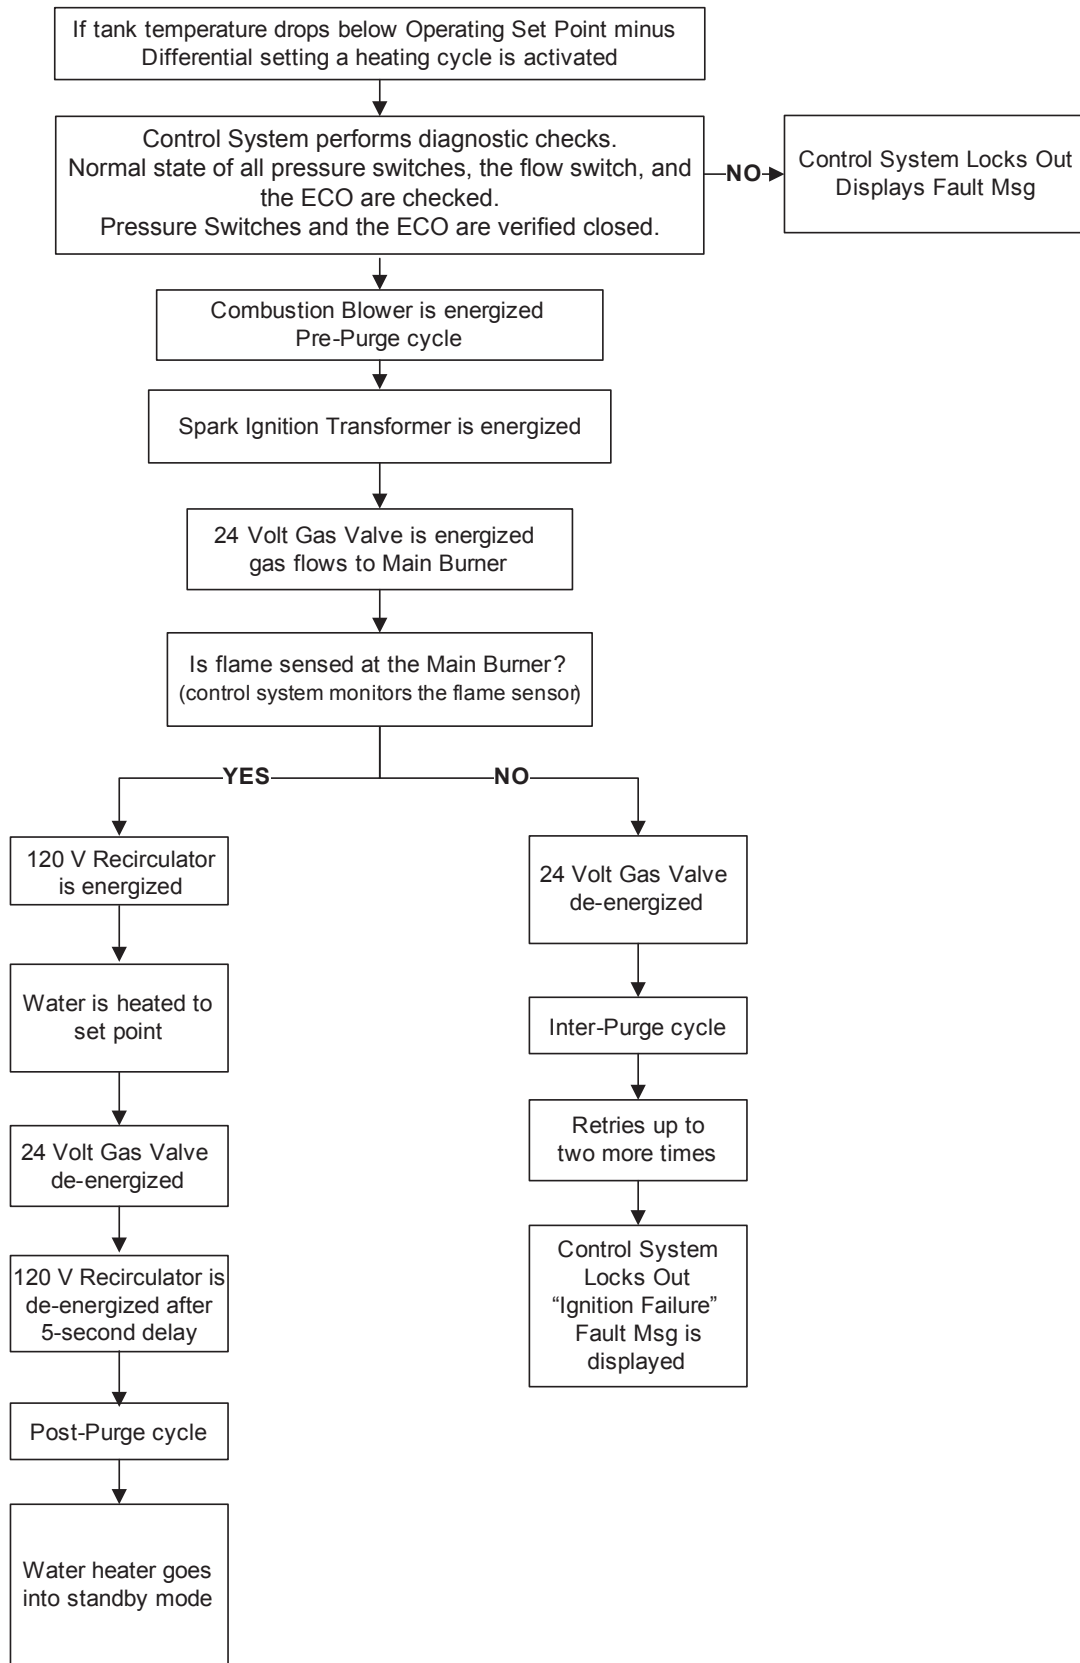 If tank temperature drops below Operating Set Point minus
Differential setting a heating cycle is activated
Control System performs diagnostic checks.
Normal state of all pressure switches, the flow switch, and
the ECO are checked.
Pressure Switches and the ECO are verified closed.
NO
Control System Locks Out
Displays Fault Msg
Combustion Blower is energized
Pre-Purge cycle
Spark Ignition Transformer is energized
24 Volt Gas Valve is energized
gas flows to Main Burner
Is flame sensed at the Main Burner?
(control system monitors the flame sensor)
YES
120 V Recirculator
is energized
Water is heated to
set point
24 Volt Gas Valve
de-energized
120 V Recirculator is
de-energized after
5-second delay
Post-Purge cycle
Water heater goes
into standby mode
NO
24 Volt Gas Valve
de-energized
Inter-Purge cycle
Retries up to
two more times
Control System
Locks Out
“Ignition Failure”
Fault Msg is
displayed